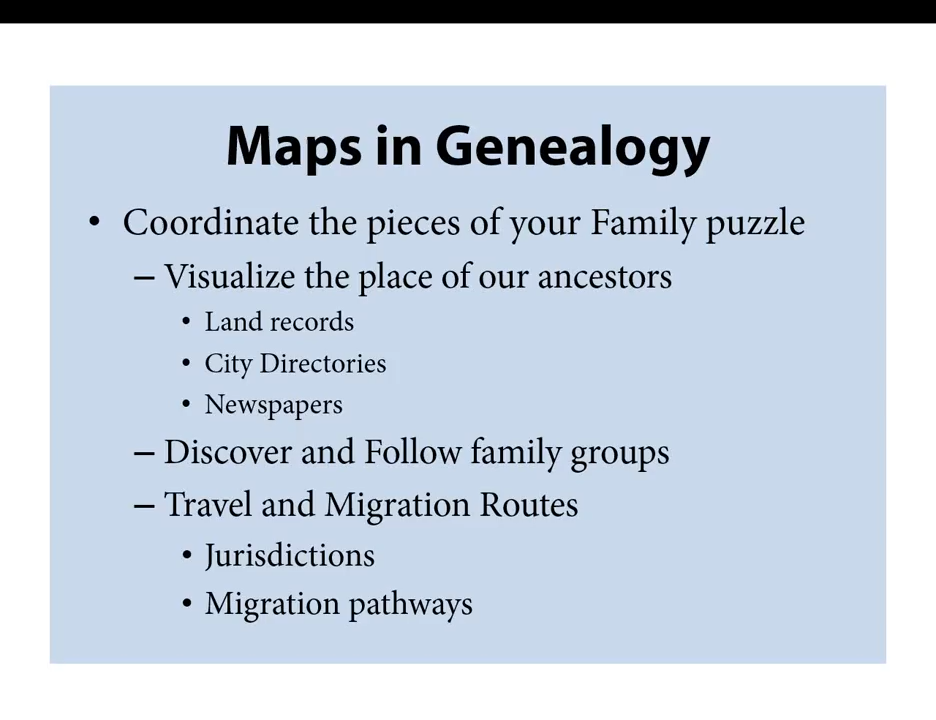 Maps in Genealogy
• Coordinate the pieces of your Family puzzle
– Visualize the place of our ancestors
• Land records
• City Directories
• Newspapers
– Discover and Follow family groups
– Travel and Migration Routes
• Jurisdictions
• Migration pathways